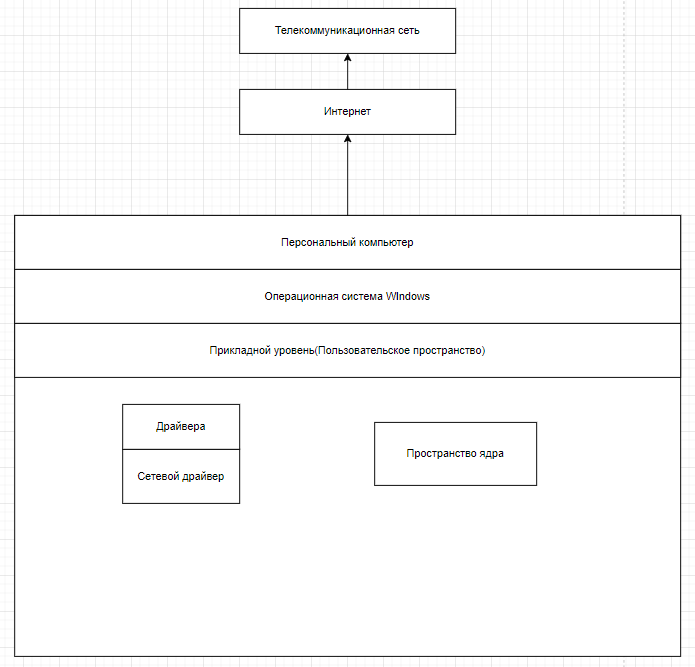 Телекоммуникационная сеть
Интернет
Персональный компьютер
Операционная система WIndows
Прикладной уровень(Пользовательское пространство)
Драйвера
Сетевой драйвер
Пространство ядра